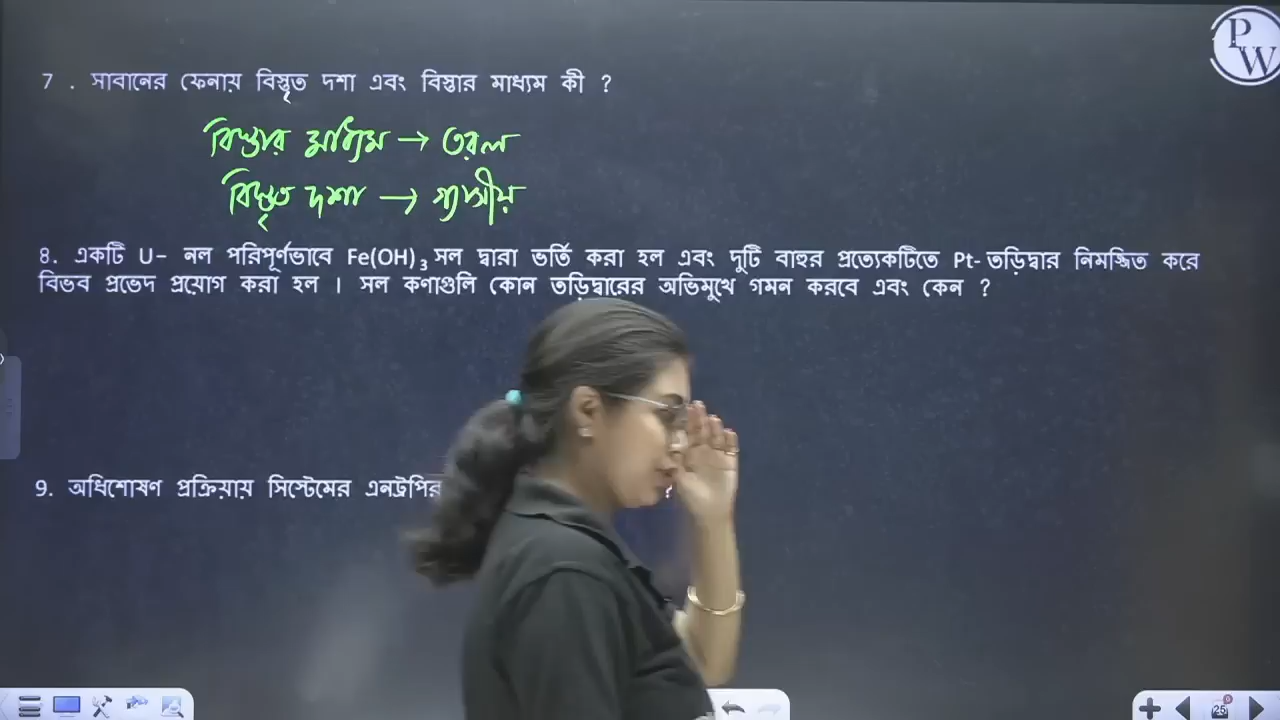 PW
7 . সাবানের ফেনায় বিস্তৃত দশা এবং বিস্তার মাধ্যম কী ?
বিস্তার মাধ্যম → তরল
বিস্তৃত দশা → গ্যাসীয়
8. একটি U- নল পরিপূর্ণভাবে Fe(OH)₃ সল দ্বারা ভর্তি করা হল এবং দুটি বাহুর প্রত্যেকটিতে Pt- তড়িদ্বার নিমজ্জিত করে
বিভব প্রভেদ প্রয়োগ করা হল । সল কণাগুলি কোন তড়িদ্বারের অভিমুখে গমন করবে এবং কেন ?
9. অধিশোষণ প্রক্রিয়ায় সিস্টেমের এনট্রপির ?
25